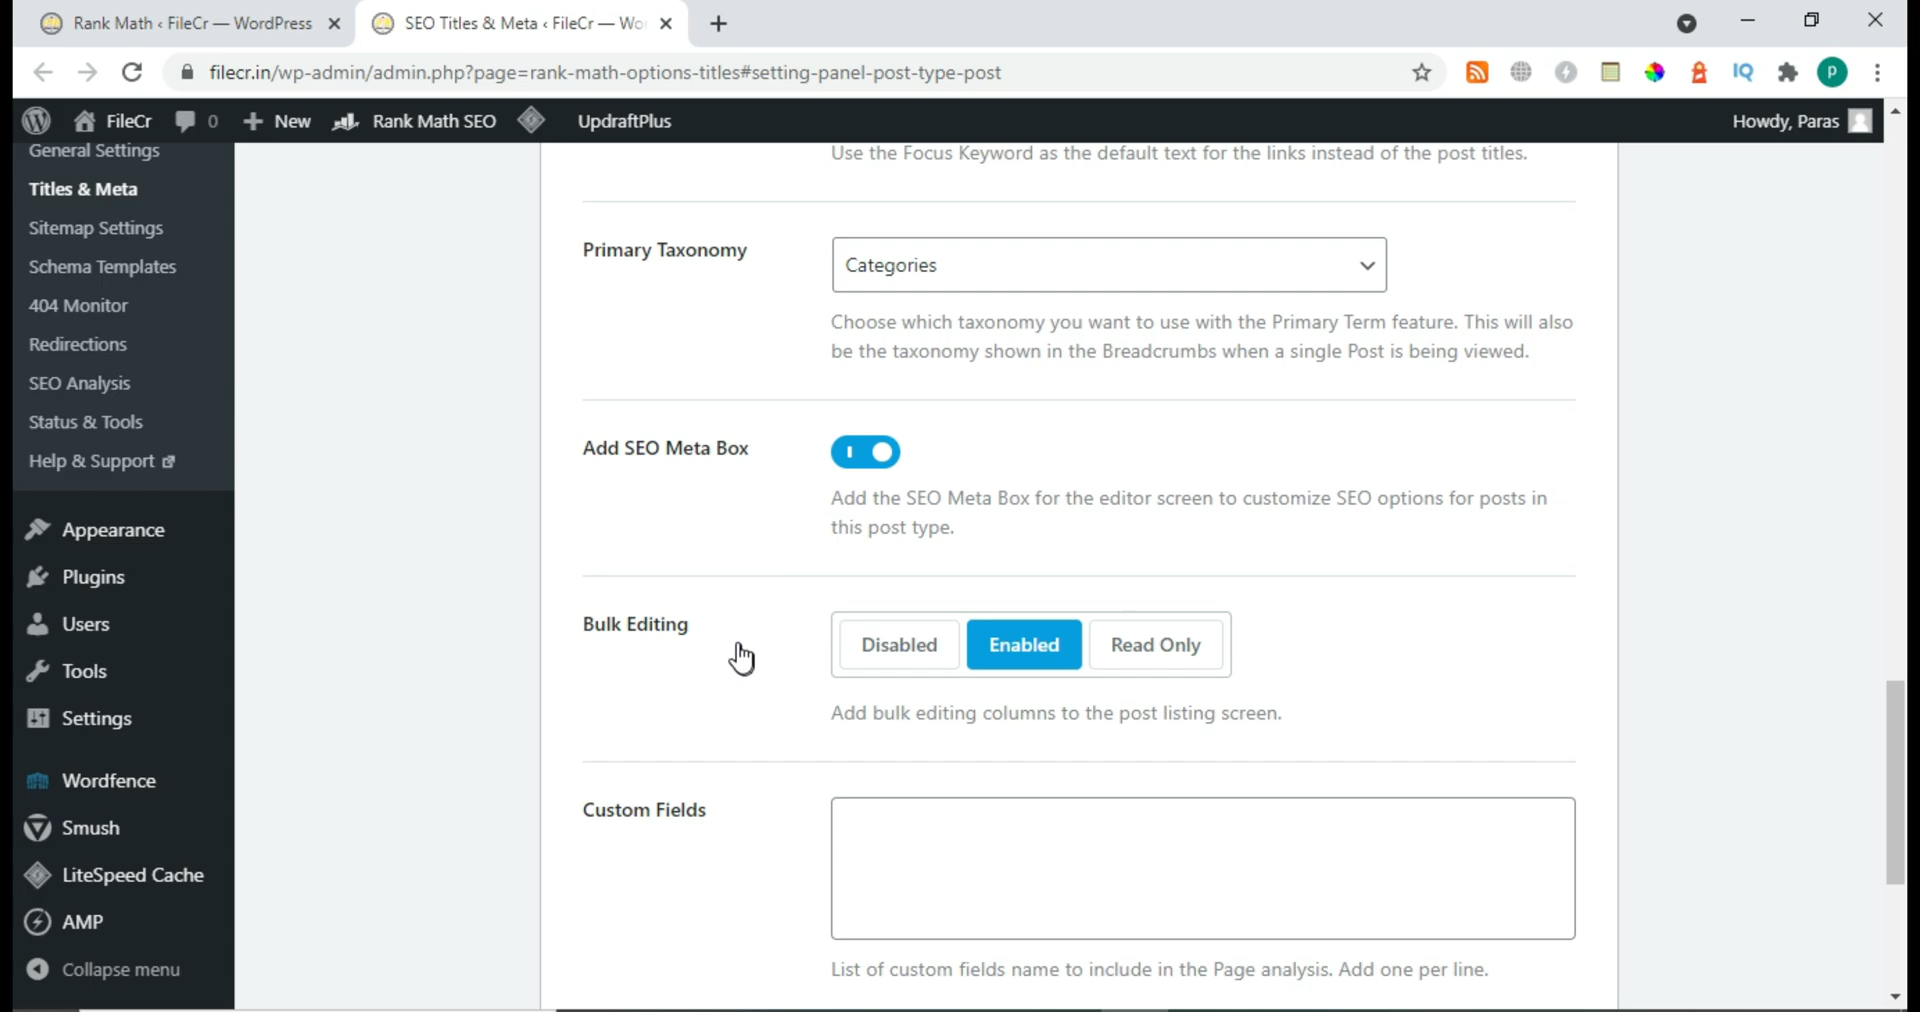 Rank Math ‹ FileCr — WordPress
SEO Titles & Meta ‹ FileCr — Wor
filecr.in/wp-admin/admin.php?page=rank-math-options-titles#setting-panel-post-type-post
IQ
P
FileCr
0
New
Rank Math SEO
UpdraftPlus
Howdy, Paras
General Settings
Titles & Meta
Sitemap Settings
Schema Templates
404 Monitor
Redirections
SEO Analysis
Status & Tools
Help & Support
Appearance
Plugins
Users
Tools
Settings
Wordfence
Smush
LiteSpeed Cache
AMP
Collapse menu
Use the Focus Keyword as the default text for the links instead of the post titles.
Primary Taxonomy
Categories
Choose which taxonomy you want to use with the Primary Term feature. This will also
be the taxonomy shown in the Breadcrumbs when a single Post is being viewed.
Add SEO Meta Box
Add the SEO Meta Box for the editor screen to customize SEO options for posts in
this post type.
Bulk Editing
Disabled
Enabled
Read Only
Add bulk editing columns to the post listing screen.
Custom Fields
List of custom fields name to include in the Page analysis. Add one per line.